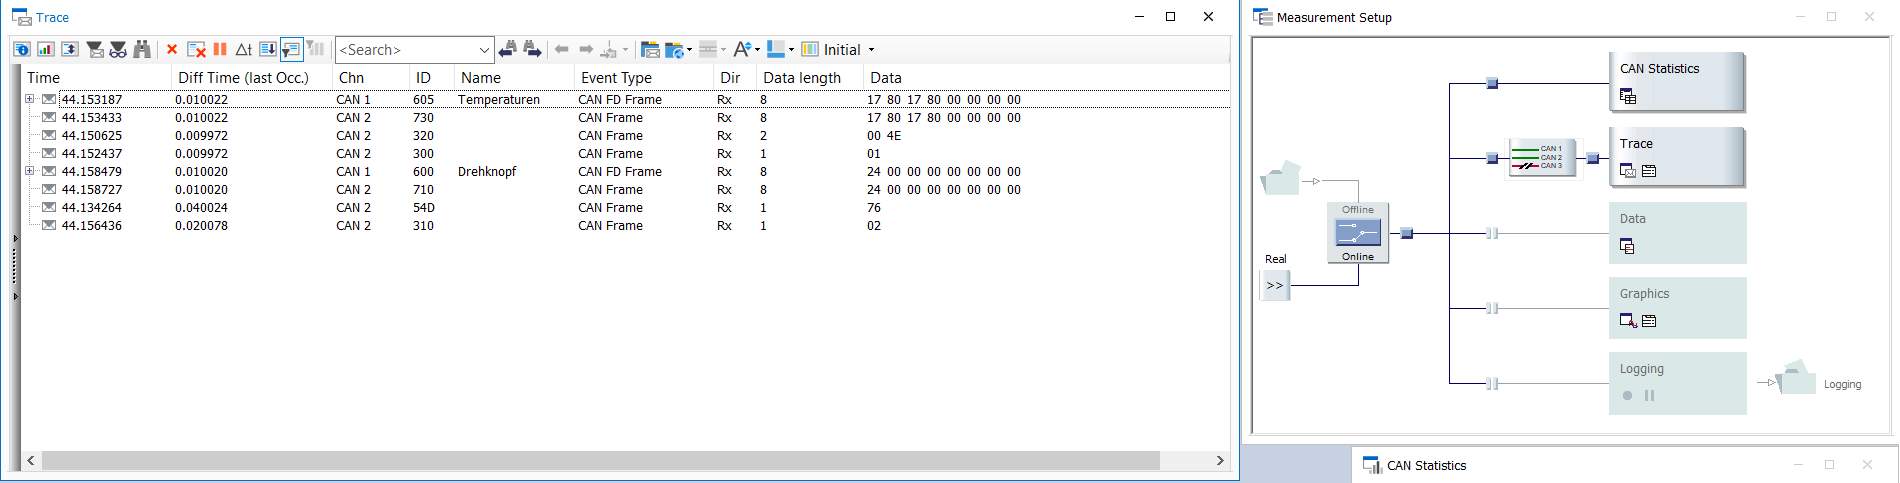 Trace
<Search>
Initial
Time Diff Time (last Occ.) Chn ID Name Event Type Dir Data length Data
44.153187 0.010022 CAN 1 605 Temperaturen CAN FD Frame Rx 8 17 80 17 80 00 00 00 00
44.153433 0.010022 CAN 2 730 CAN Frame Rx 8 17 80 17 80 00 00 00 00
44.150625 0.009972 CAN 2 320 CAN Frame Rx 2 00 4E
44.152437 0.009972 CAN 2 300 CAN Frame Rx 1 01
44.158479 0.010020 CAN 1 600 Drehknopf CAN FD Frame Rx 8 24 00 00 00 00 00 00 00
44.158727 0.010020 CAN 2 710 CAN Frame Rx 8 24 00 00 00 00 00 00 00
44.134264 0.040024 CAN 2 54D CAN Frame Rx 1 76
44.156436 0.020078 CAN 2 310 CAN Frame Rx 1 02
Measurement Setup
CAN Statistics
CAN 1
CAN 2
CAN 3
Trace
Offline
Online
Real
>>
Data
Graphics
Logging
Logging
CAN Statistics